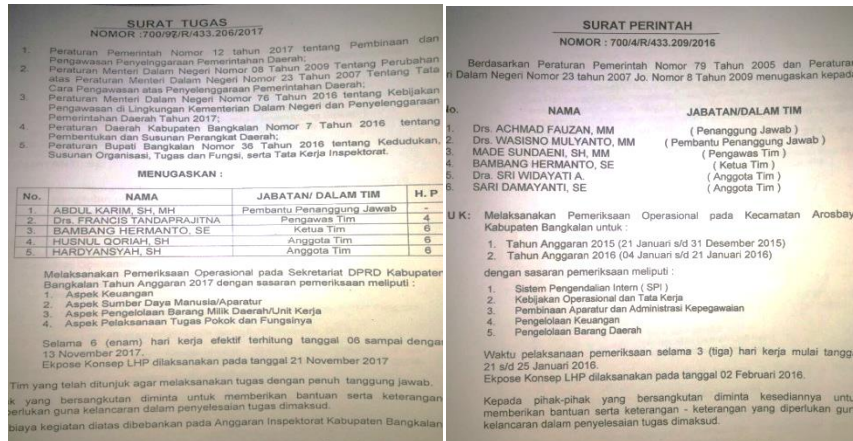 SURAT TUGAS
NOMOR :700/92/R/433.206/2017
1. Peraturan Pemerintah Nomor 12 tahun 2017 tentang Pembinaan dan
Pengawasan Penyelnggaraan Pemerintahan Daerah;
2. Peraturan Menteri Dalam Negeri Nomor 08 Tahun 2009 Tentang Perubahan
atas Peraturan Menteri Dalam Negeri Nomor 23 Tahun 2007 Tentang Tata
Cara Pengawasan atas Penyelenggaraan Pemerintahan Daerah;
3. Peraturan Menteri Dalam Negeri Nomor 76 Tahun 2016 tentang Kebijakan
Pengawasan di Lingkungan Kementerian Dalam Negeri dan Penyelenggaraan
Pemerintahan Daerah Tahun 2017;
4. Peraturan Daerah Kabupaten Bangkalan Nomor 7 Tahun 2016 tentang
Pembentukan dan Susunan Perangkat Daerah;
5. Peraturan Bupati Bangkalan Nomor 36 Tahun 2016 tentang Kedudukan,
Susunan Organisasi, Tugas dan Fungsi, serta Tata Kerja Inspektorat.
MENUGASKAN :
No. NAMA JABATAN/ DALAM TIM H. P
1. ABDUL KARIM, SH, MH Pembantu Penanggung Jawab -
2. Drs. FRANCIS TANDAPRAJITNA Pengawas Tim 4
3. BAMBANG HERMANTO, SE Ketua Tim 6
4. HUSNUL QORIAH, SH Anggota Tim 6
5. HARDYANSYAH, SH Anggota Tim 6
Melaksanakan Pemeriksaan Operasional pada Sekretariat DPRD Kabupaten
Bangkalan Tahun Anggaran 2017 dengan sasaran pemeriksaan meliputi :
1. Aspek Keuangan
2. Aspek Sumber Daya Manusia/Aparatur
3. Aspek Pengelolaan Barang Milik Daerah/Unit Kerja
4. Aspek Pelaksanaan Tugas Pokok dan Fungsinya
Selama 6 (enam) hari kerja efektif terhitung tanggal 06 sampai dengan
13 November 2017.
Ekpose Konsep LHP dilaksanakan pada tanggal 21 November 2017
Tim yang telah ditunjuk agar melaksanakan tugas dengan penuh tanggung jawab.
yang bersangkutan diminta untuk memberikan bantuan serta keterangan
perlukan guna kelancaran dalam penyelesaian tugas dimaksud.
biaya kegiatan diatas dibebankan pada Anggaran Inspektorat Kabupaten Bangkalan
SURAT PERINTAH
NOMOR : 700/4/R/433.209/2016
Berdasarkan Peraturan Pemerintah Nomor 79 Tahun 2005 dan Peraturan
ri Dalam Negeri Nomor 23 tahun 2007 Jo. Nomor 8 Tahun 2009 menugaskan kepad
No. NAMA JABATAN/DALAM TIM
1. Drs. ACHMAD FAUZAN, MM ( Penanggung Jawab )
2. Drs. WASISNO MULYANTO, MM ( Pembantu Penanggung Jawab )
3. MADE SUNDAENI, SH, MM ( Pengawas Tim )
4. BAMBANG HERMANTO, SE ( Ketua Tim )
5. Dra. SRI WIDAYATI A. ( Anggota Tim )
6. SARI DAMAYANTI, SE ( Anggota Tim )
U K : Melaksanakan Pemeriksaan Operasional pada Kecamatan Arosbay
Kabupaten Bangkalan untuk :
1. Tahun Anggaran 2015 (21 Januari s/d 31 Desember 2015)
2. Tahun Anggaran 2016 (04 Januari s/d 21 Januari 2016)
dengan sasaran pemeriksaan meliputi :
1. Sistem Pengendalian Intern ( SPI )
2. Kebijakan Operasional dan Tata Kerja
3. Pembinaan Aparatur dan Administrasi Kepegawaian
4. Pengelolaan Keuangan
5. Pengelolaan Barang Daerah
Waktu pelaksanaan pemeriksaan selama 3 (tiga) hari kerja mulai tangg
21 s/d 25 Januari 2016.
Ekpose Konsep LHP dilaksanakan pada tanggal 02 Februari 2016.
Kepada pihak-pihak yang bersangkutan diminta kesediannya untu
memberikan bantuan serta keterangan - keterangan yang diperlukan gun
kelancaran dalam penyelesaian tugas dimaksud.